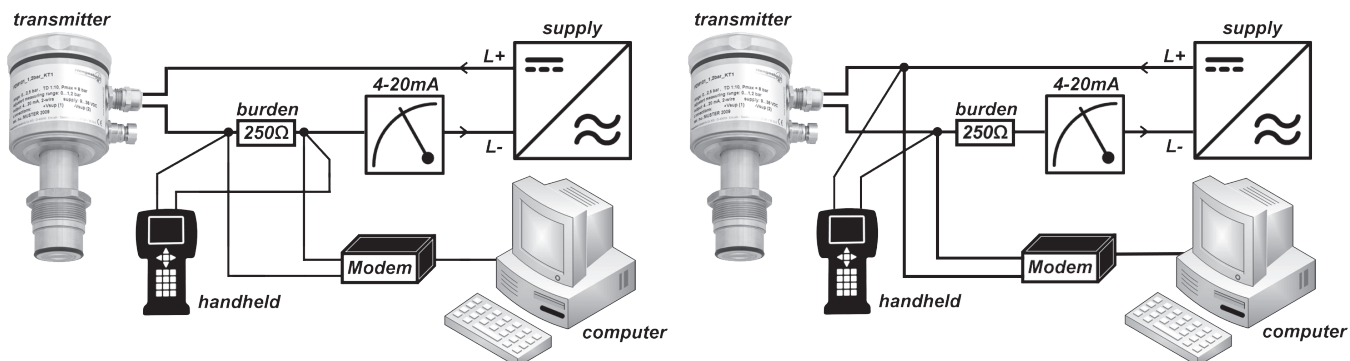 transmitter
supply
L+
4-20mA
burden
250Ω
L-
Modem
handheld
computer
transmitter
supply
L+
4-20mA
burden
250Ω
L-
Modem
handheld
computer